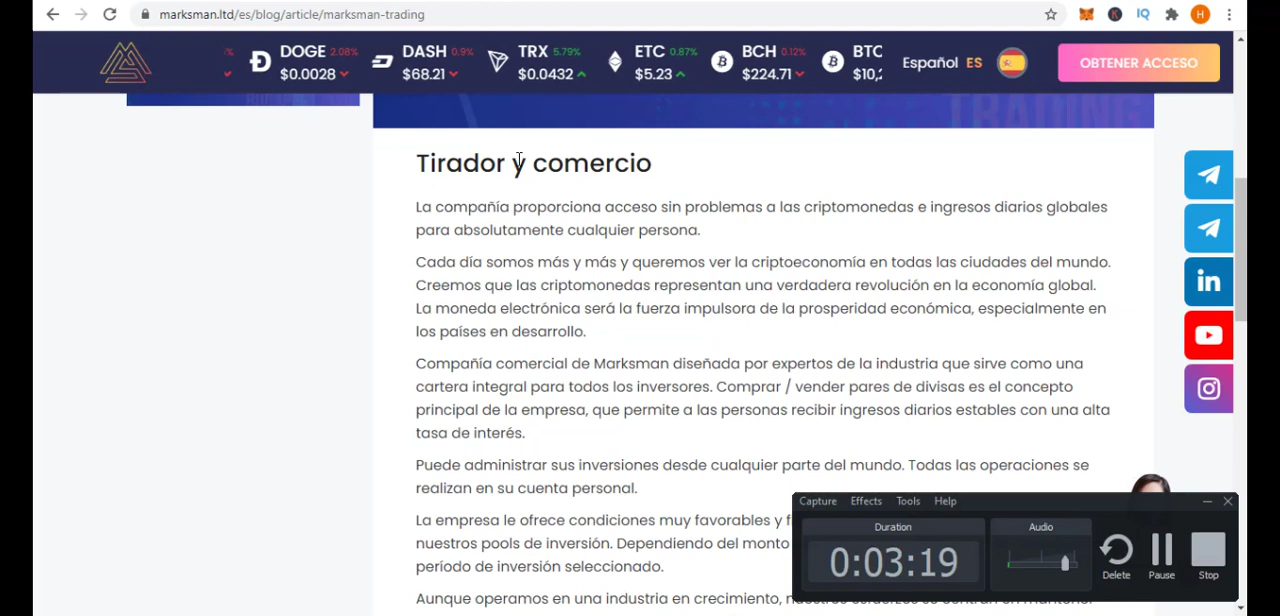 marksman.ltd/es/blog/article/marksman-trading
DOGE 2.08% DASH 0.9% TRX 5.79% ETC 0.87% BCH 0.12% BTC
$0.0028 $68.21 $0.0432 $5.23 $224.71 $10,2
Español ES
OBTENER ACCESO
TRADING
Tirador y comercio
La compañía proporciona acceso sin problemas a las criptomonedas e ingresos diarios globales
para absolutamente cualquier persona.
Cada día somos más y más y queremos ver la criptoeconomía en todas las ciudades del mundo.
Creemos que las criptomonedas representan una verdadera revolución en la economía global.
La moneda electrónica será la fuerza impulsora de la prosperidad económica, especialmente en
los países en desarrollo.
Compañía comercial de Marksman diseñada por expertos de la industria que sirve como una
cartera integral para todos los inversores. Comprar / vender pares de divisas es el concepto
principal de la empresa, que permite a las personas recibir ingresos diarios estables con una alta
tasa de interés.
Puede administrar sus inversiones desde cualquier parte del mundo. Todas las operaciones se
realizan en su cuenta personal.
La empresa le ofrece condiciones muy favorables y
nuestros pools de inversión. Dependiendo del monto
período de inversión seleccionado.
Aunque operamos en una industria en crecimiento,
Capture Effects Tools Help
Duration Audio
0:03:19
Delete Pause Stop